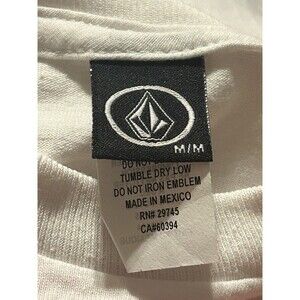 M/M
DO NOT
TUMBLE DRY LOW
DO NOT IRON EMBLEM
MADE IN MEXICO
RN# 29745
CA#60394